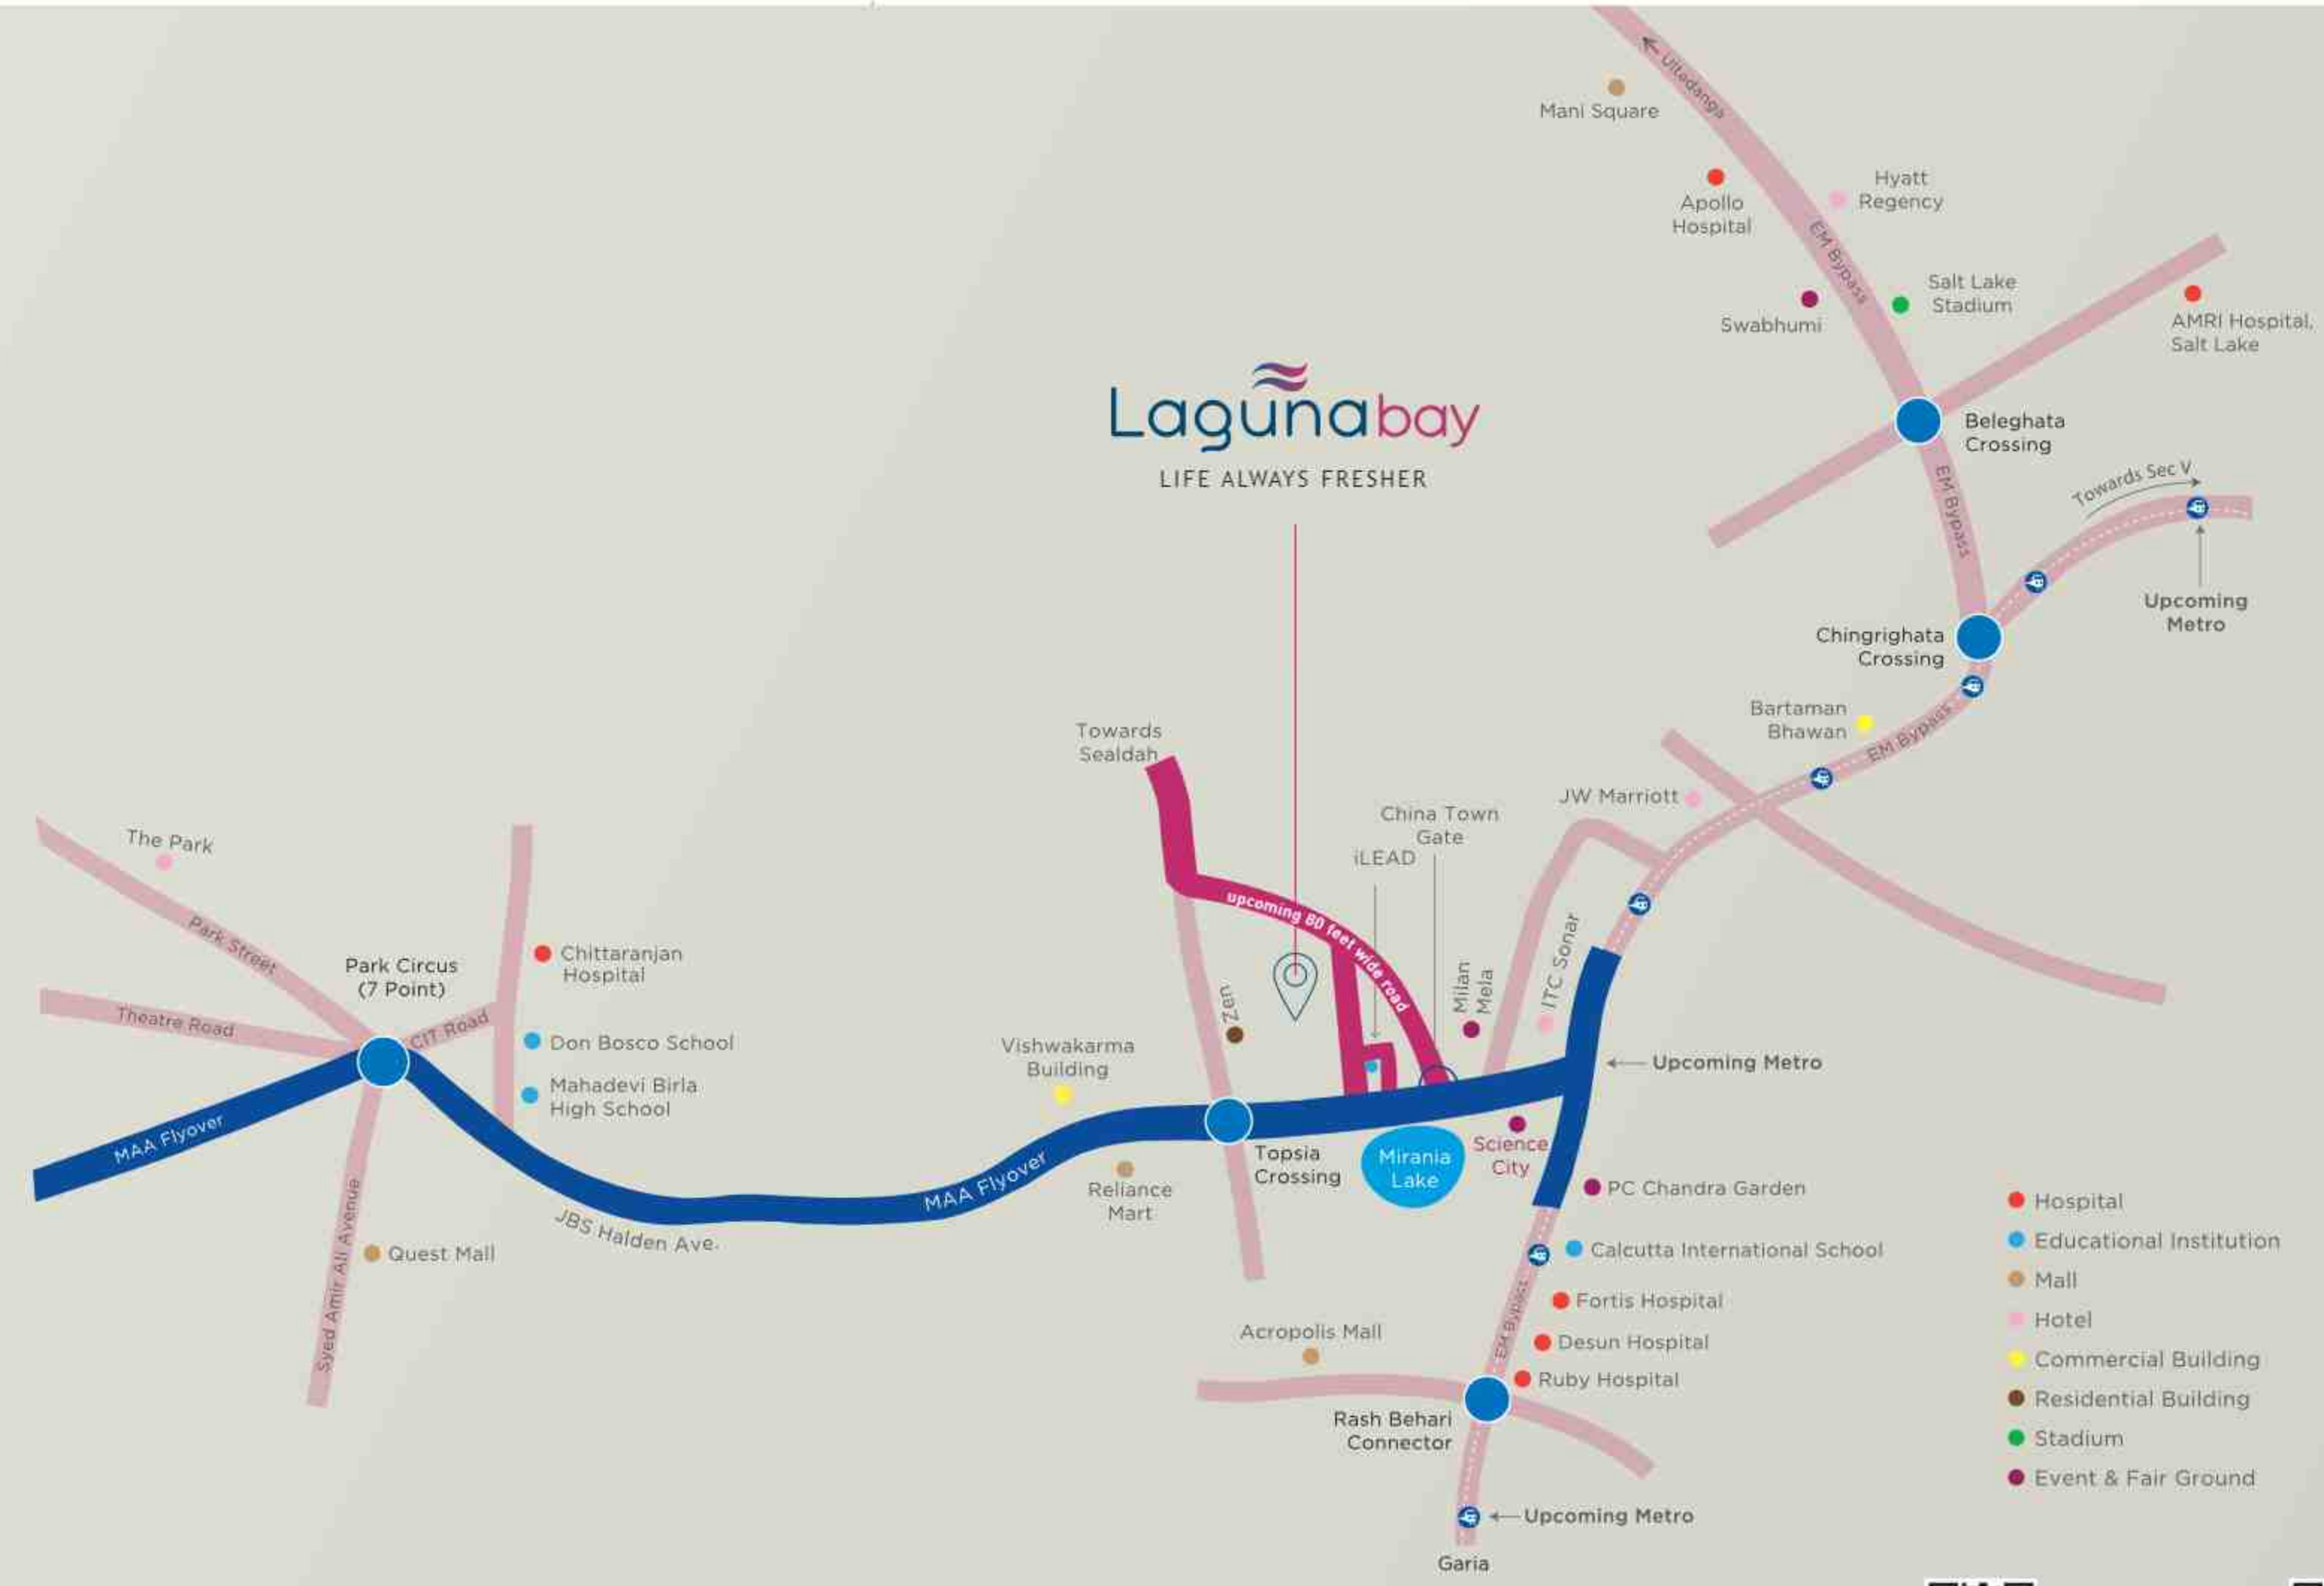 Ultadanga
Mani Square
Apollo
Hospital
Hyatt
Regency
EM Bypass
Swabhumi
Salt Lake
Stadium
AMRI Hospital,
Salt Lake
Beleghata
Crossing
Lagunabay
LIFE ALWAYS FRESHER
EM Bypass
Towards Sec V
Upcoming
Metro
Chingrighata
Crossing
Bartaman
Bhawan
EM Bypass
JW Marriott
Towards
Sealdah
China Town
Gate
iLEAD
upcoming 80 feet wide road
The Park
Park Street
Theatre Road
Park Circus
(7 Point)
CIT Road
Chittaranjan
Hospital
Don Bosco School
Mahadevi Birla
High School
MAA Flyover
Syed Amir Ali Avenue
Quest Mall
JBS Halden Ave.
MAA Flyover
Vishwakarma
Building
Zen
Milan
Mela
ITC Sonar
Upcoming Metro
Reliance
Mart
Topsia
Crossing
Mirania
Lake
Science
City
PC Chandra Garden
Calcutta International School
EM Bypass
Fortis Hospital
Desun Hospital
Ruby Hospital
Acropolis Mall
Rash Behari
Connector
Upcoming Metro
Garia
Hospital
Educational Institution
Mall
Hotel
Commercial Building
Residential Building
Stadium
Event & Fair Ground